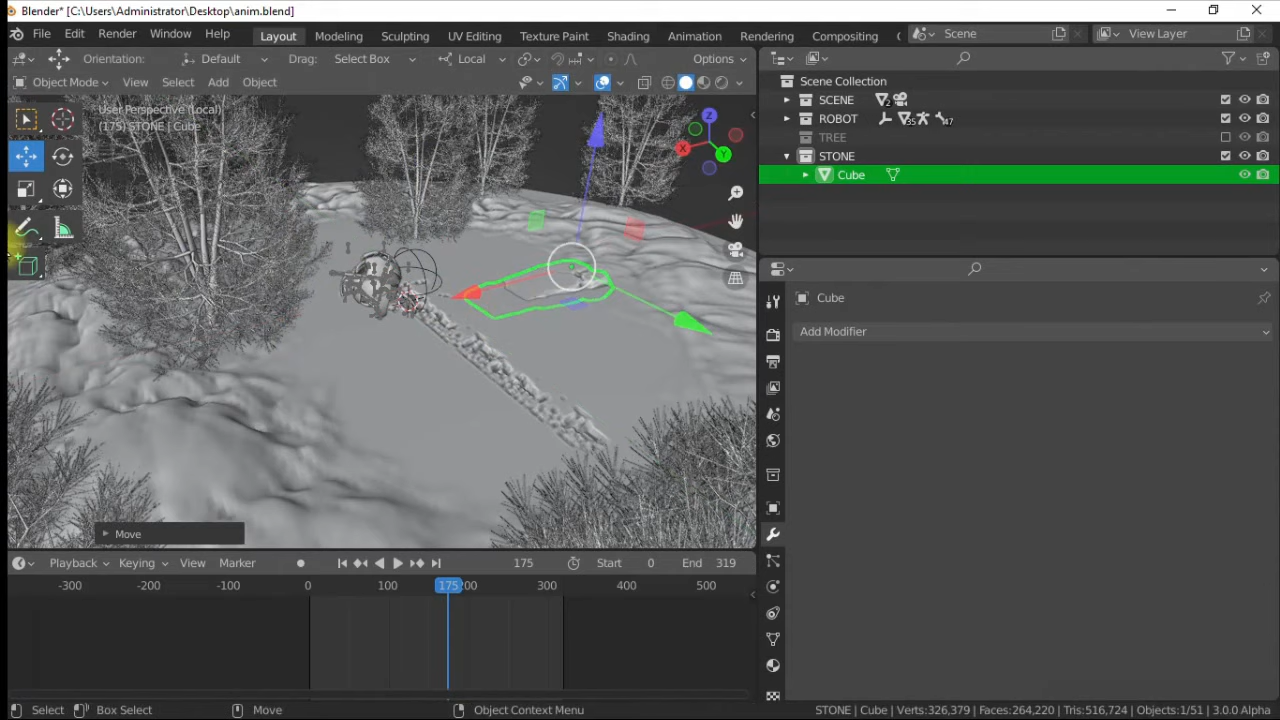 Blender* [C:\Users\Administrator\Desktop\anim.blend]
File Edit Render Window Help
Layout Modeling Sculpting UV Editing Texture Paint Shading Animation Rendering Compositing
Scene
View Layer
Orientation: Default Drag: Select Box Local Options
Object Mode View Select Add Object
User Perspective (Local)
(175) STONE | Cube
Z
X
Y
Move
Scene Collection
SCENE 2
ROBOT 35 47
TREE
STONE
Cube
Cube
Add Modifier
Playback Keying View Marker 175 Start 0 End 319
-300 -200 -100 0 100 175 200 300 400 500
Select Box Select Move Object Context Menu
STONE | Cube | Verts:326,379 | Faces:264,220 | Tris:516,724 | Objects:1/51 | 3.0.0 Alpha